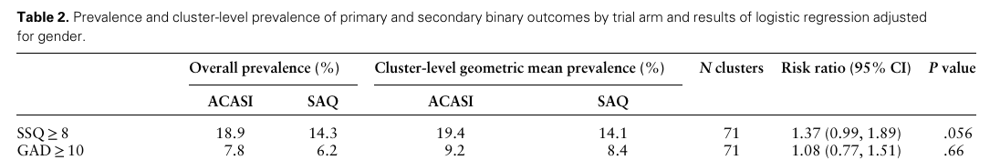 Table 2. Prevalence and cluster-level prevalence of primary and secondary binary outcomes by trial arm and results of logistic regression adjusted
for gender.
Overall prevalence (%) Cluster-level geometric mean prevalence (%) N clusters Risk ratio (95% CI) P value
ACASI SAQ ACASI SAQ
SSQ ≥ 8 18.9 14.3 19.4 14.1 71 1.37 (0.99, 1.89) .056
GAD ≥ 10 7.8 6.2 9.2 8.4 71 1.08 (0.77, 1.51) .66